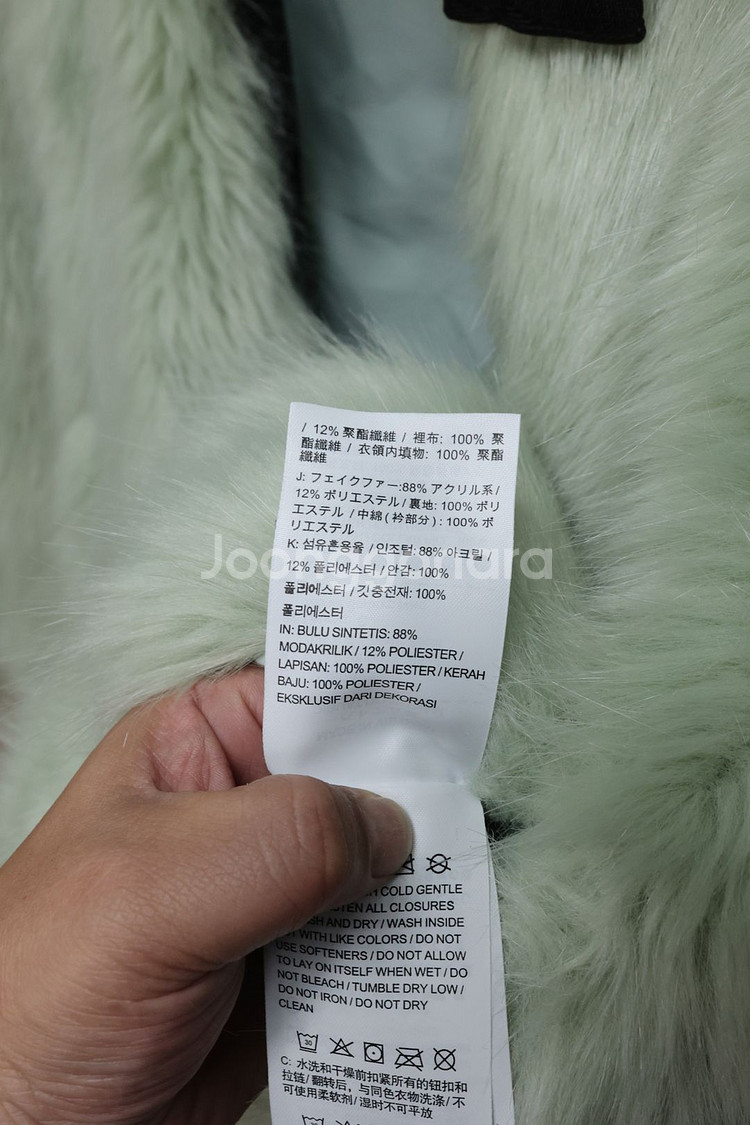 / 12% 聚酯纖維 / 裡布: 100% 聚
酯纖維 / 衣領內填物: 100% 聚酯
纖維
J: フェイクファー:88% アクリル系 /
12% ポリエステル / 裏地: 100% ポリ
エステル / 中綿 ( 衿部分 ) : 100% ポ
リエステル
K: 섬유혼용율 / 인조털: 88% 아크릴 /
12% 폴리에스터 / 안감: 100%
폴리에스터 / 깃충전재: 100%
폴리에스터
Joonggonara
IN: BULU SINTETIS: 88%
MODAKRILIK / 12% POLIESTER /
LAPISAN: 100% POLIESTER / KERAH
BAJU: 100% POLIESTER /
EKSKLUSIF DARI DEKORASI
COLD GENTLE
ALL CLOSURES
AND DRY / WASH INSIDE
WITH LIKE COLORS / DO NOT
USE SOFTENERS / DO NOT ALLOW
TO LAY ON ITSELF WHEN WET / DO
NOT BLEACH / TUMBLE DRY LOW /
DO NOT IRON / DO NOT DRY
CLEAN
30
C: 水洗和干燥前扣紧所有的钮扣和
拉链 / 翻转后，与同色衣物洗涤 / 不
可使用柔软剂 / 湿时不可平放